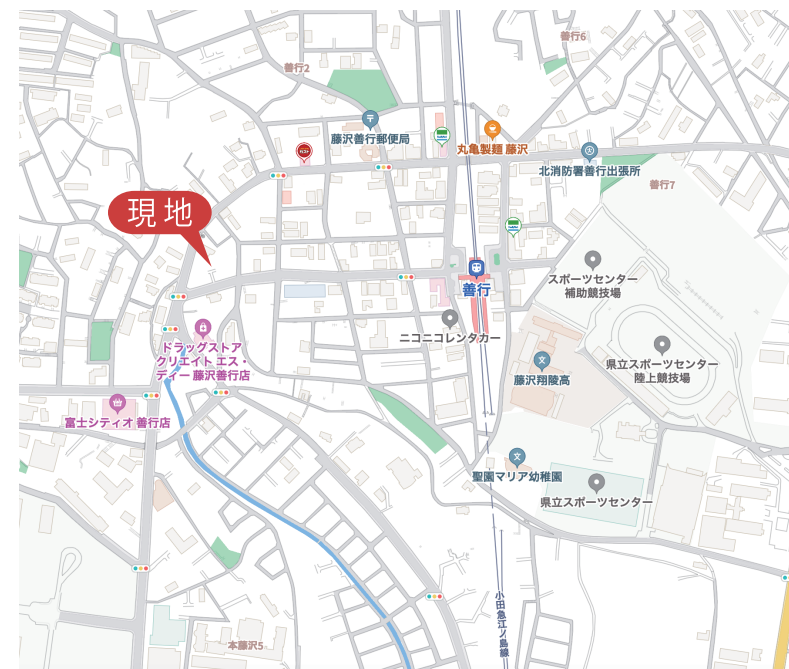 善行6
善行2
藤沢善行郵便局
丸亀製麺 藤沢
北消防署善行出張所
善行7
現地
スポーツセンター
補助競技場
善行
ニコニコレンタカー
ドラッグストア
クリエイト エス・
ディー 藤沢善行店
県立スポーツセンター
陸上競技場
藤沢翔陵高
富士シティオ 善行店
聖園マリア幼稚園
県立スポーツセンター
小田急江ノ島線
本藤沢5